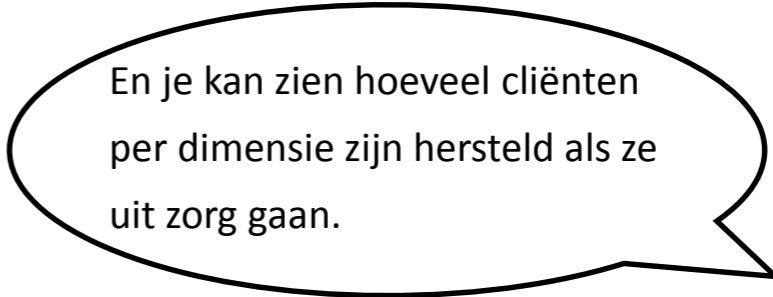 En je kan zien hoeveel cliënten
per dimensie zijn hersteld als ze
uit zorg gaan.